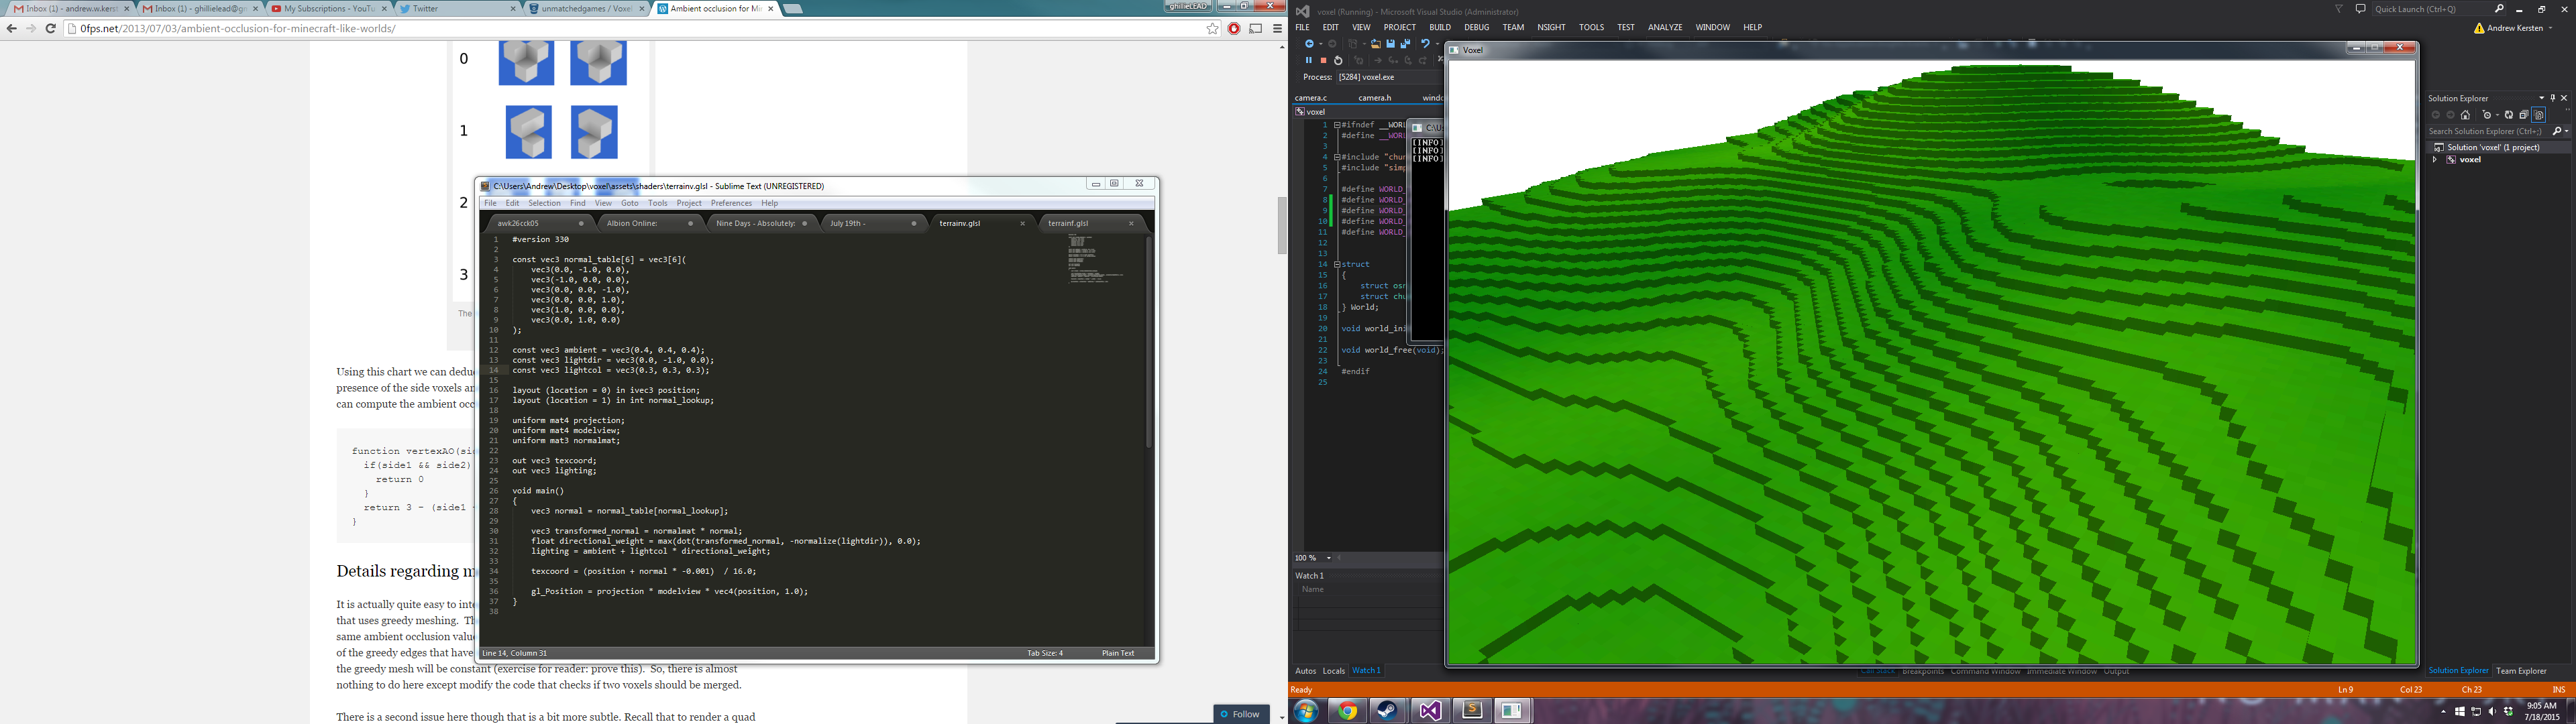 Inbox (1) - andrew.w.kers
Inbox (1) - ghillielead@gm
My Subscriptions - YouTu
Twitter
unmatchedgames / Voxel
Ambient occlusion for Min
ghillieLEAD
0fps.net/2013/07/03/ambient-occlusion-for-minecraft-like-worlds/
0
1
2
3
The
Using this chart we can deduc
presence of the side voxels an
can compute the ambient occl
function vertexAO(sid
if(side1 && side2)
return 0
}
return 3 - (side1
}
Details regarding m
It is actually quite easy to inte
that uses greedy meshing. Th
same ambient occlusion value
of the greedy edges that have
the greedy mesh will be constant (exercise for reader: prove this). So, there is almost
nothing to do here except modify the code that checks if two voxels should be merged.
There is a second issue here though that is a bit more subtle. Recall that to render a quad
Follow
C:\Users\Andrew\Desktop\voxel\assets\shaders\terrainv.glsl - Sublime Text (UNREGISTERED)
File Edit Selection Find View Goto Tools Project Preferences Help
awk26cck05
Albion Online:
Nine Days - Absolutely:
July 19th -
terrainv.glsl
terrainf.glsl
1 #version 330
2
3 const vec3 normal_table[6] = vec3[6](
4 vec3(0.0, -1.0, 0.0),
5 vec3(-1.0, 0.0, 0.0),
6 vec3(0.0, 0.0, -1.0),
7 vec3(0.0, 0.0, 1.0),
8 vec3(1.0, 0.0, 0.0),
9 vec3(0.0, 1.0, 0.0)
10 );
11
12 const vec3 ambient = vec3(0.4, 0.4, 0.4);
13 const vec3 lightdir = vec3(0.0, -1.0, 0.0);
14 const vec3 lightcol = vec3(0.3, 0.3, 0.3);
15
16 layout (location = 0) in ivec3 position;
17 layout (location = 1) in int normal_lookup;
18
19 uniform mat4 projection;
20 uniform mat4 modelview;
21 uniform mat3 normalmat;
22
23 out vec3 texcoord;
24 out vec3 lighting;
25
26 void main()
27 {
28 vec3 normal = normal_table[normal_lookup];
29
30 vec3 transformed_normal = normalmat * normal;
31 float directional_weight = max(dot(transformed_normal, -normalize(lightdir)), 0.0);
32 lighting = ambient + lightcol * directional_weight;
33
34 texcoord = (position + normal * -0.001) / 16.0;
35
36 gl_Position = projection * modelview * vec4(position, 1.0);
37 }
38
Line 14, Column 31
Tab Size: 4
Plain Text
voxel (Running) - Microsoft Visual Studio (Administrator)
Quick Launch (Ctrl+Q)
FILE EDIT VIEW PROJECT BUILD DEBUG TEAM NSIGHT TOOLS TEST ANALYZE WINDOW HELP
Andrew Kersten
Process: [5284] voxel.exe
camera.c camera.h windo
voxel
1 #ifndef __WORL
2 #define __WORL
3
4 #include "chun
5 #include "simp
6
7 #define WORLD_
8 #define WORLD_
9 #define WORLD_
10 #define WORLD_
11 #define WORLD_
12
13
14 struct
15 {
16 struct osn
17 struct chu
18 } World;
19
20 void world_ini
21
22 void world_free(void);
23
24 #endif
25
C:\Us
[INFO]
[INFO]
[INFO]
Voxel
100 %
Watch 1
Name
Autos Locals Watch 1
Call Stack Breakpoints Command Window Immediate Window Output
Solution Explorer
Search Solution Explorer (Ctrl+;)
Solution 'voxel' (1 project)
voxel
Solution Explorer Team Explorer
Ready
Ln 9 Col 23 Ch 23 INS
9:05 AM
7/18/2015